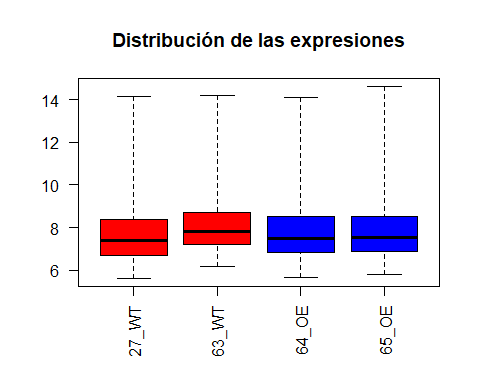 Distribución de las expresiones
14
12
10
8
6
27_WT
63_WT
64_OE
65_OE